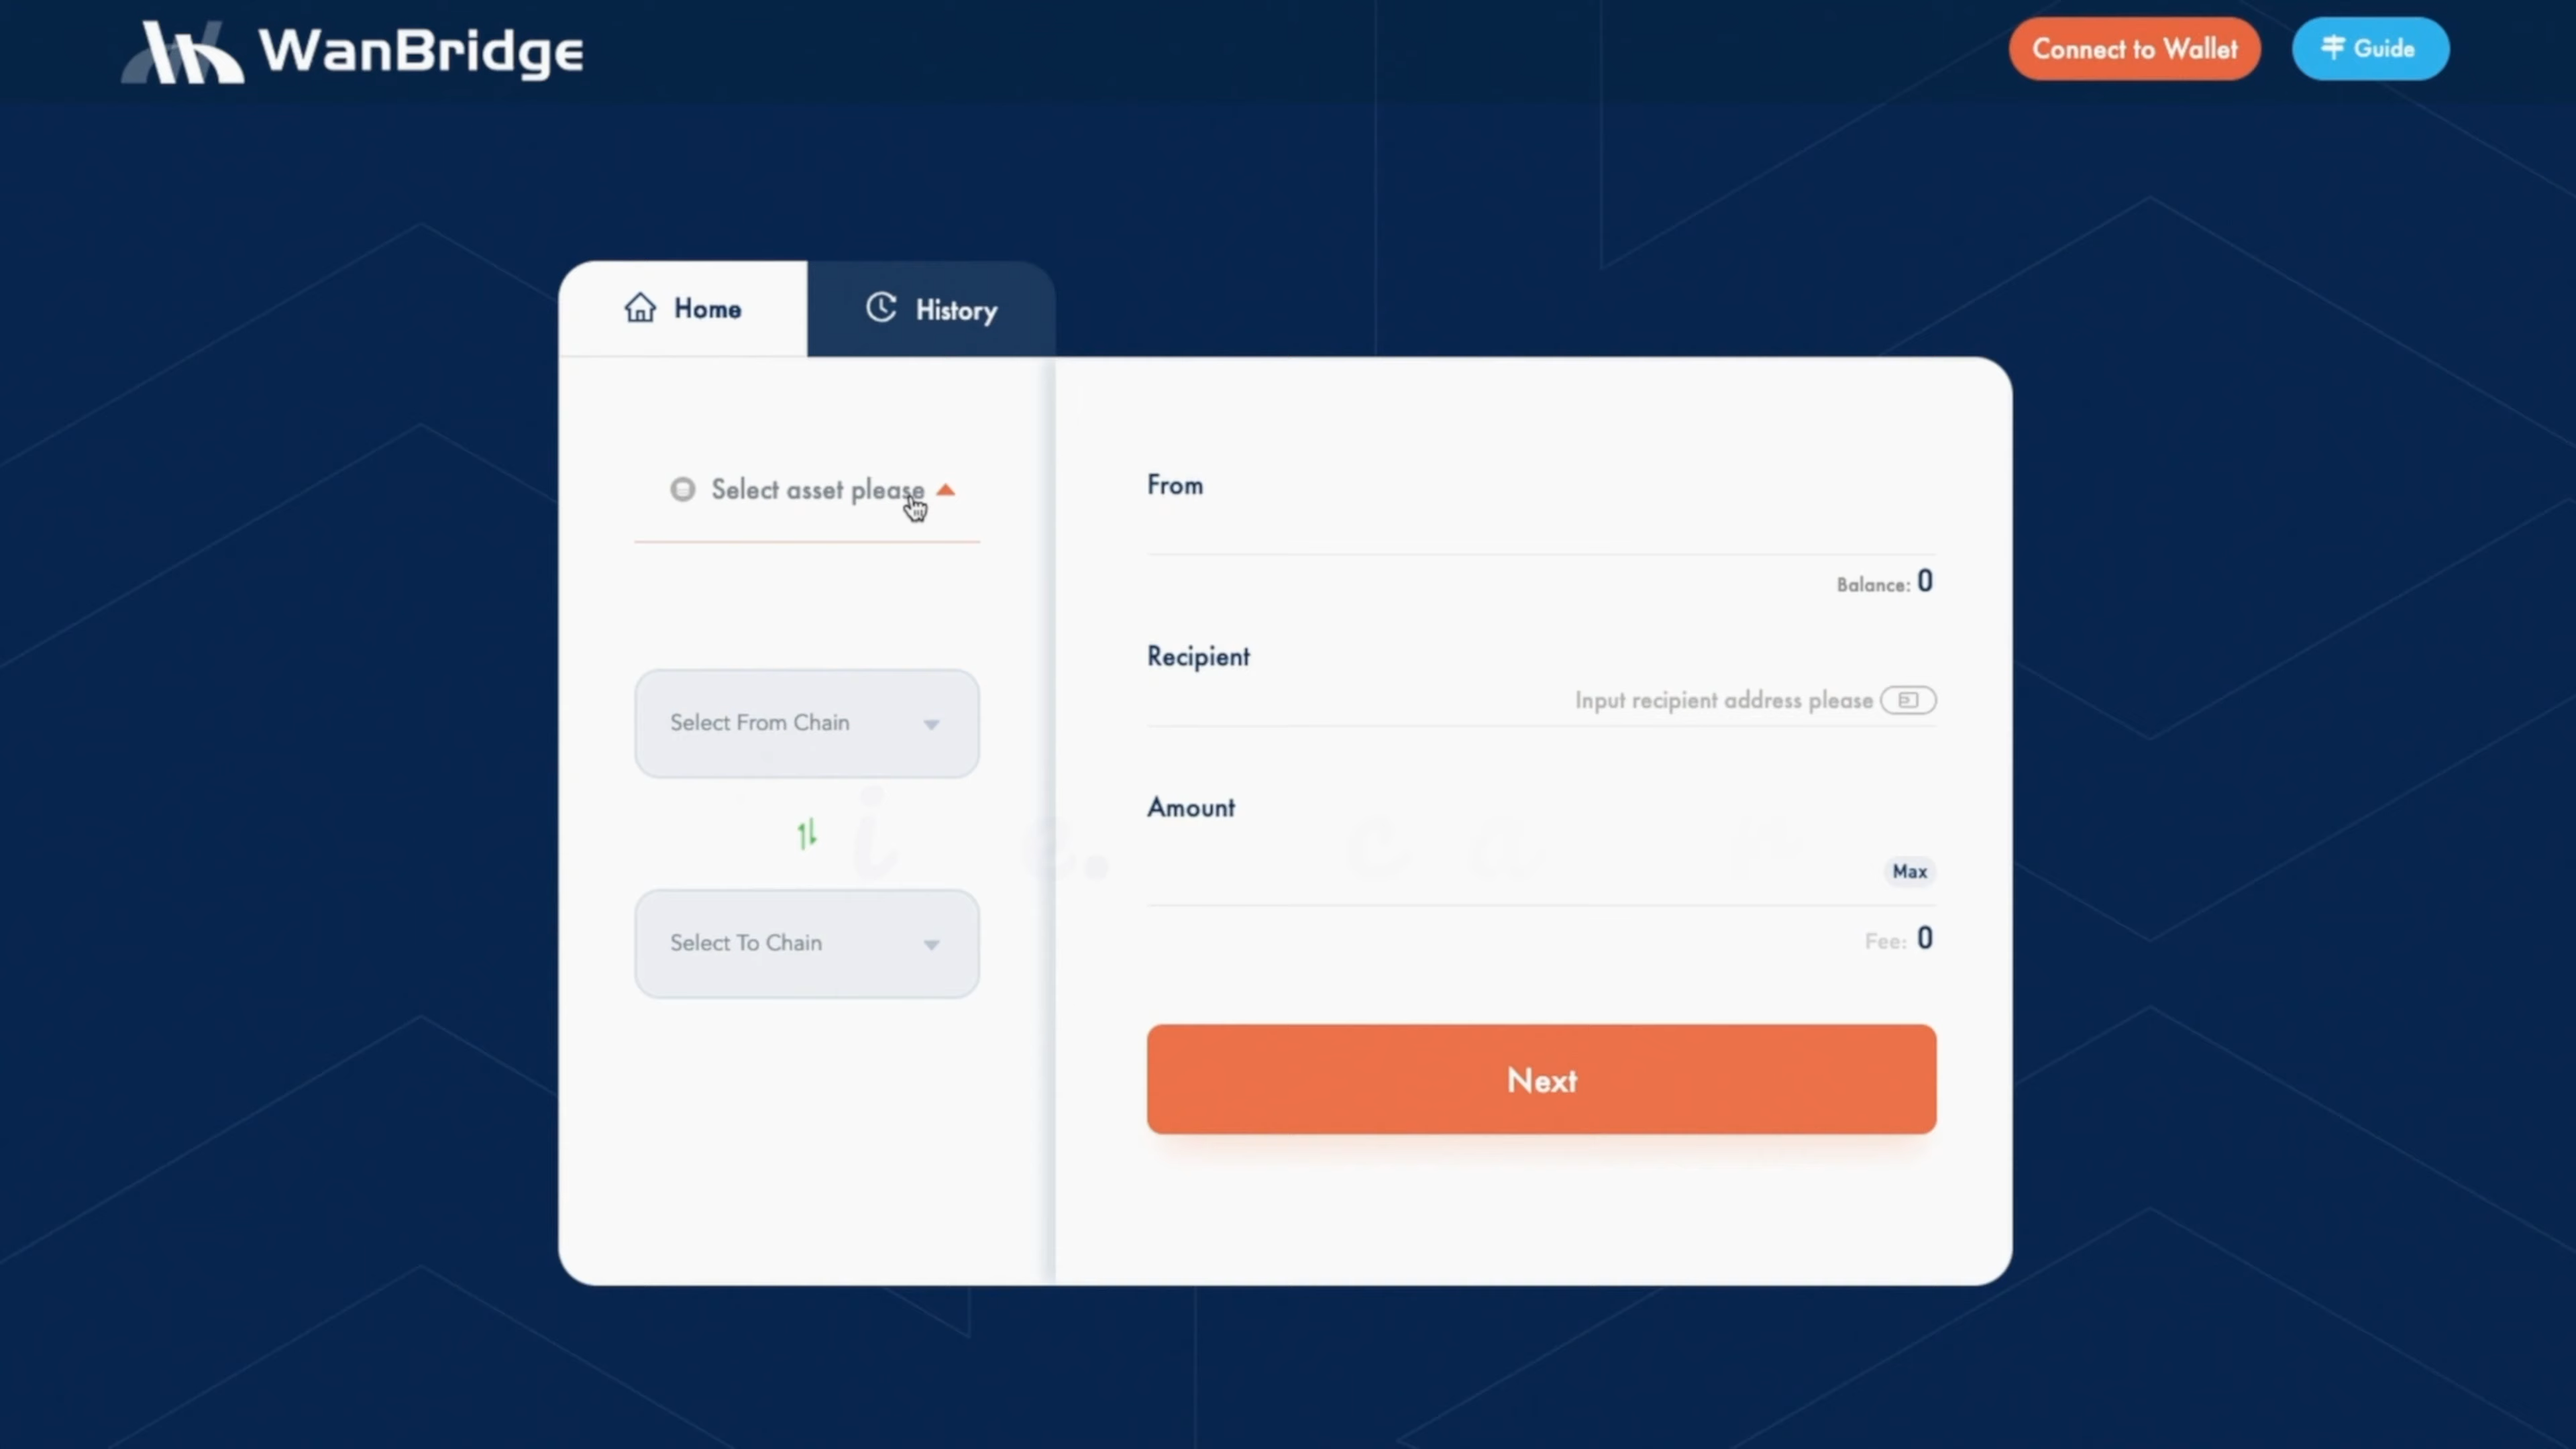 WanBridge
Connect to Wallet
Guide
Home
History
Select asset please
From
Balance: 0
Recipient
Input recipient address please
Select From Chain
Amount
Max
Select To Chain
Fee: 0
Next